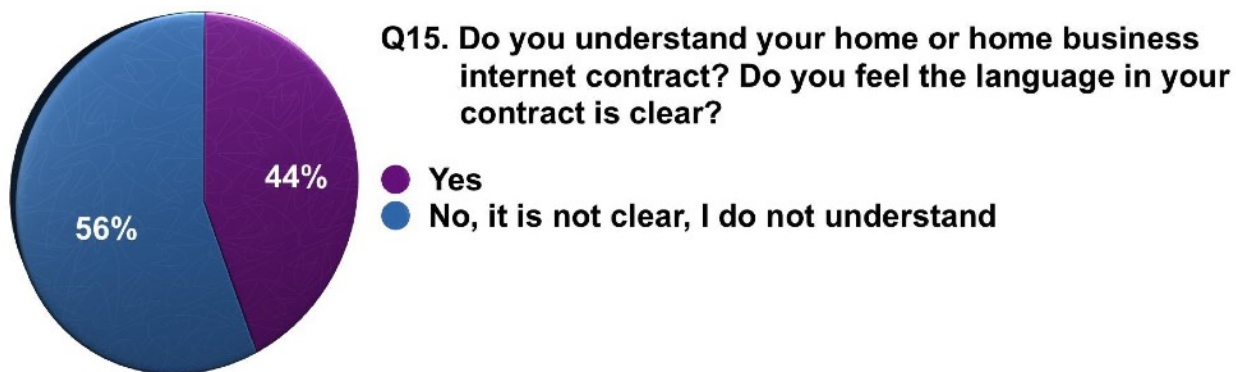 Q15. Do you understand your home or home business
internet contract? Do you feel the language in your
contract is clear?
44%
Yes
56%
No, it is not clear, I do not understand